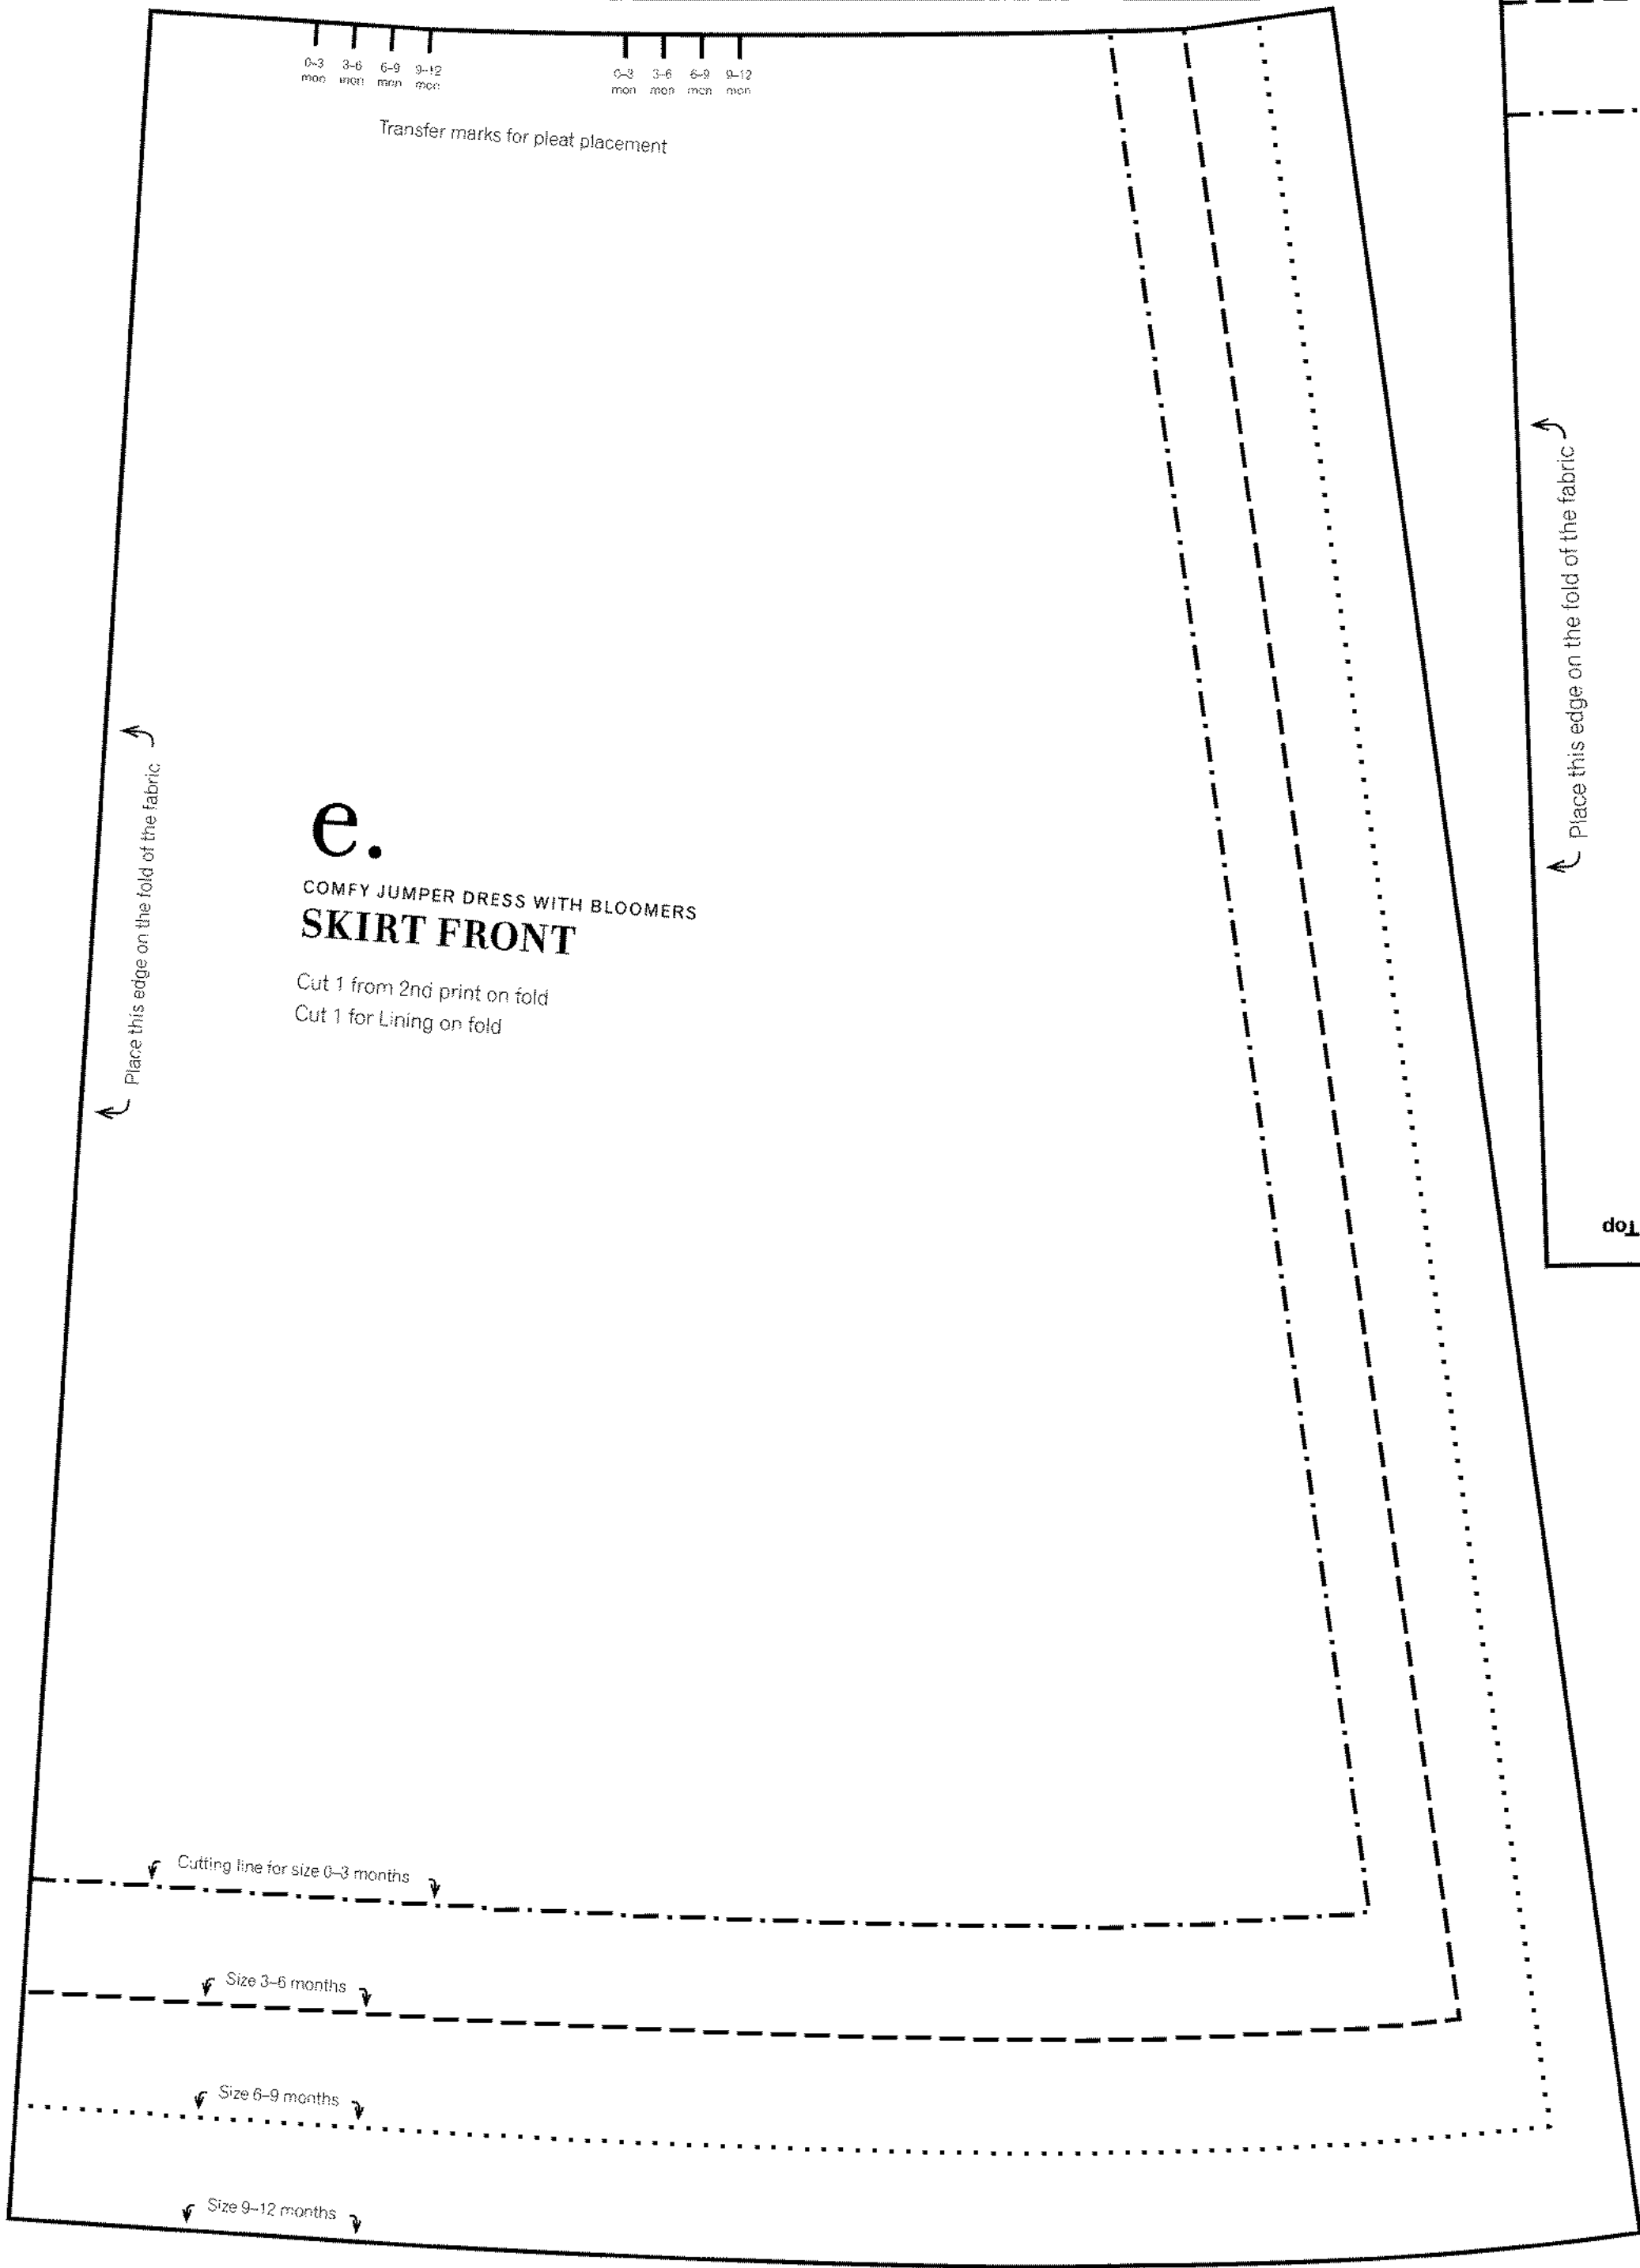 0–3 3–6 6–9 9–12
mon mon mon mon
0–3 3–6 6–9 9–12
mon mon mon mon
Transfer marks for pleat placement
Place this edge on the fold of the fabric
e.
COMFY JUMPER DRESS WITH BLOOMERS
SKIRT FRONT
Cut 1 from 2nd print on fold
Cut 1 for Lining on fold
Place this edge on the fold of the fabric
Top
Cutting line for size 0–3 months
Size 3–6 months
Size 6–9 months
Size 9–12 months